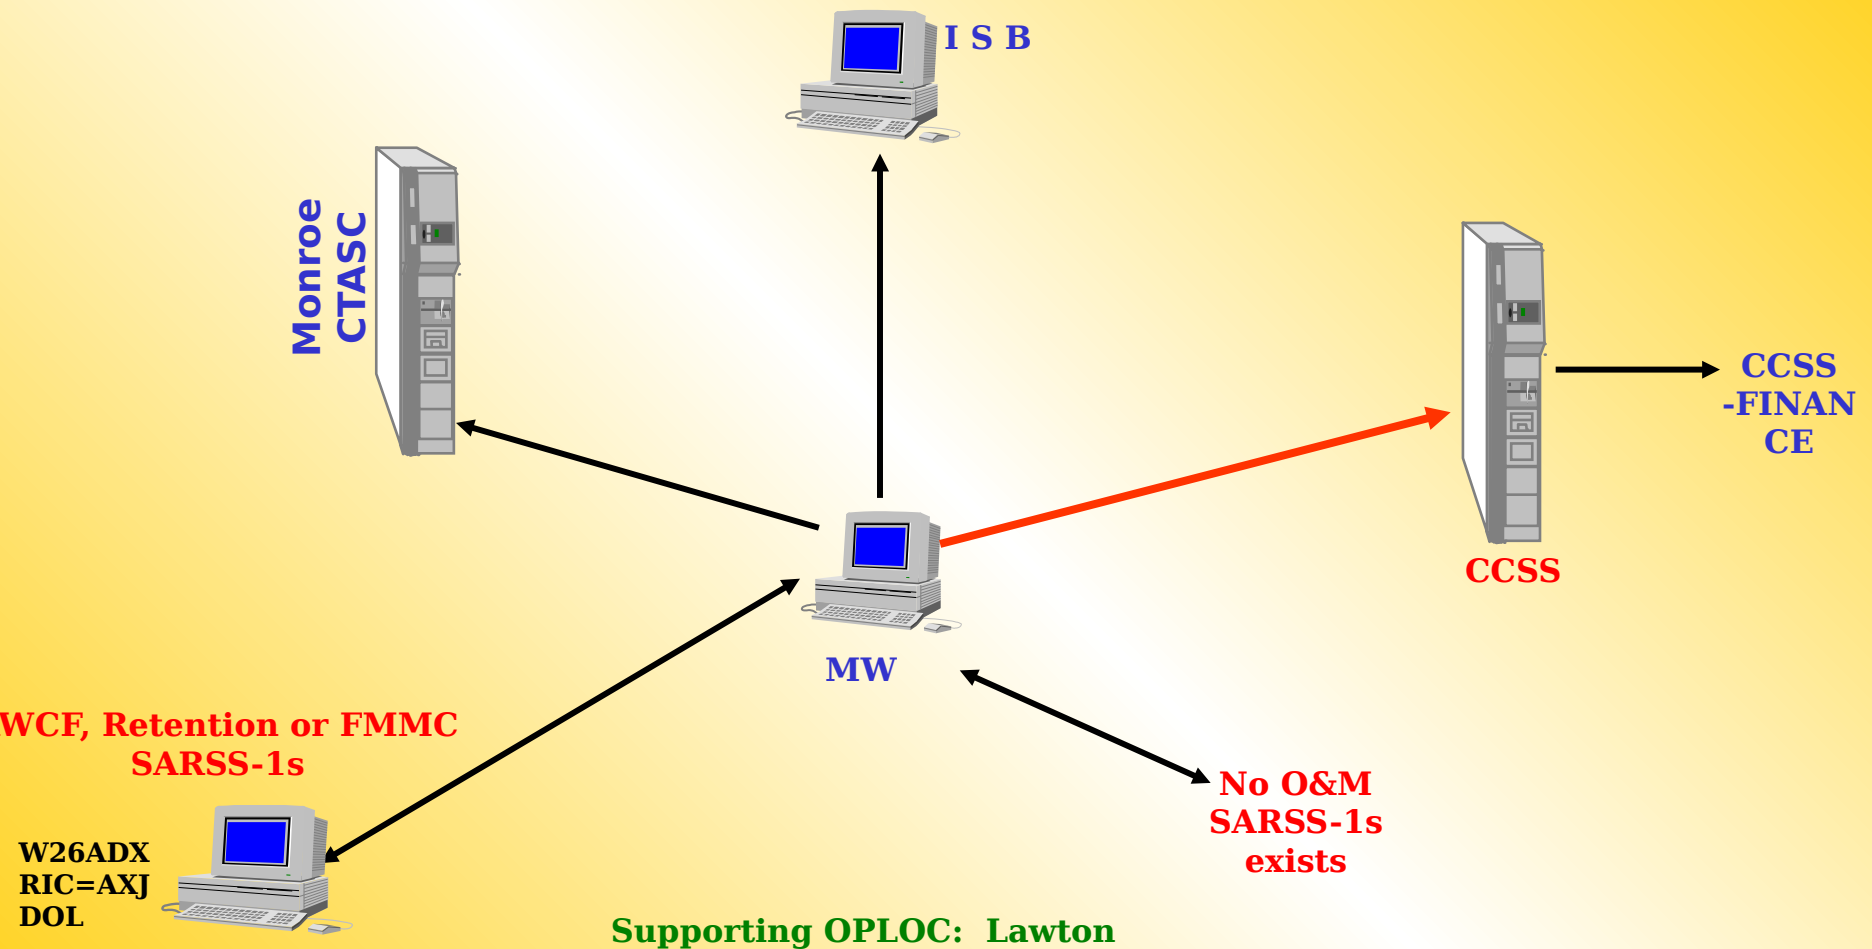 I S B
Monroe
CTASC
CCSS
-FINAN
CE
CCSS
MW
WCF, Retention or FMMC
SARSS-1s
No O&M
SARSS-1s
exists
W26ADX
RIC=AXJ
DOL
Supporting OPLOC: Lawton